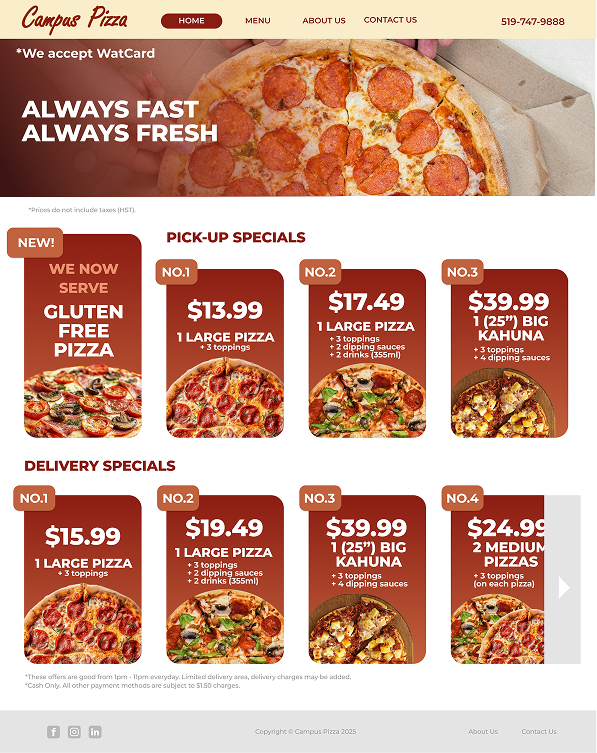 Campus Pizza
HOME
MENU
ABOUT US
CONTACT US
519-747-9888
*We accept WatCard
ALWAYS FAST
ALWAYS FRESH
*Prices do not include taxes (HST).
NEW!
WE NOW
SERVE
GLUTEN
FREE
PIZZA
PICK-UP SPECIALS
NO.1
$13.99
1 LARGE PIZZA
+ 3 toppings
NO.2
$17.49
1 LARGE PIZZA
+ 3 toppings
+ 2 dipping sauces
+ 2 drinks (355ml)
NO.3
$39.99
1 (25”) BIG
KAHUNA
+ 3 toppings
+ 4 dipping sauces
DELIVERY SPECIALS
NO.1
$15.99
1 LARGE PIZZA
+ 3 toppings
NO.2
$19.49
1 LARGE PIZZA
+ 3 toppings
+ 2 dipping sauces
+ 2 drinks (355ml)
NO.3
$39.99
1 (25”) BIG
KAHUNA
+ 3 toppings
+ 4 dipping sauces
NO.4
$24.99
2 MEDIUM
PIZZAS
+ 3 toppings
(on each pizza)
*These offers are good from 1pm - 11pm everyday. Limited delivery area, delivery charges may be added.
*Cash Only. All other payment methods are subject to $1.50 charges.
Copyright © Campus Pizza 2025
About Us
Contact Us